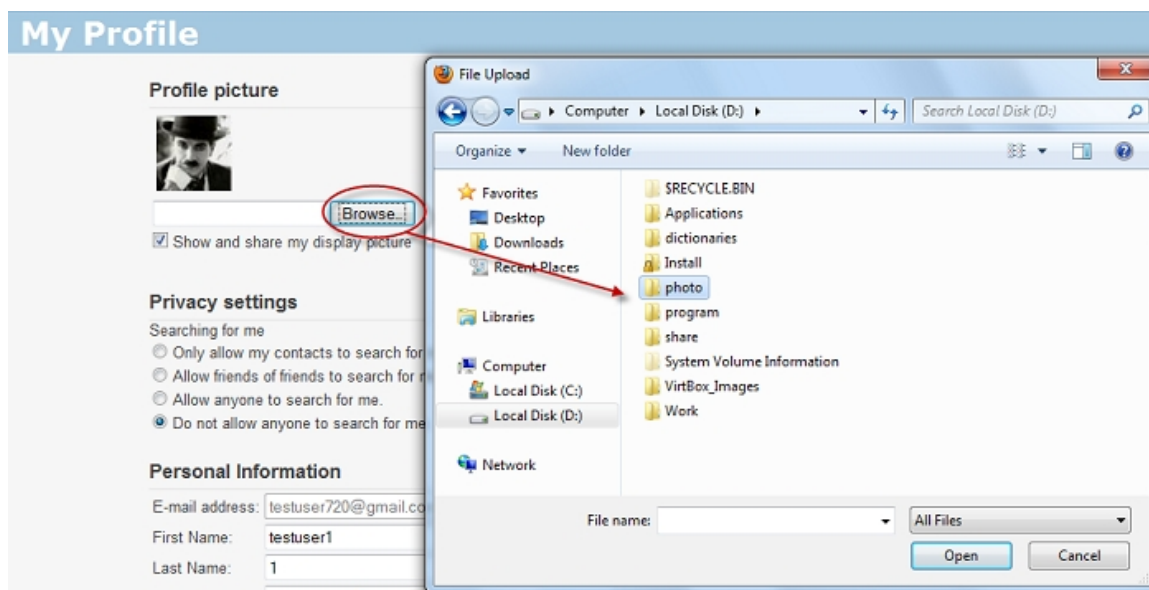 My Profile
Profile picture
Browse...
Show and share my display picture
Privacy settings
Searching for me
Only allow my contacts to search for
Allow friends of friends to search for
Allow anyone to search for me.
Do not allow anyone to search for me
Personal Information
E-mail address: testuser720@gmail.co
First Name: testuser1
Last Name: 1
File Upload
Computer Local Disk (D:) Search Local Disk (D:)
Organize New folder
Favorites
Desktop
Downloads
Recent Places
Libraries
Computer
Local Disk (C:)
Local Disk (D:)
Network
$RECYCLE.BIN
Applications
dictionaries
Install
photo
program
share
System Volume Information
VirtBox_Images
Work
File name: All Files
Open Cancel